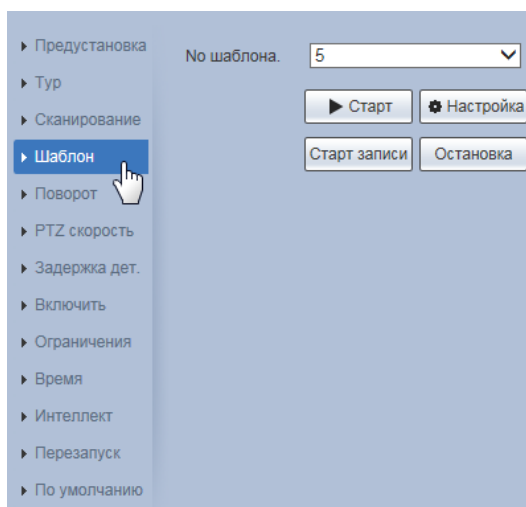 Предустановка
Тур
Сканирование
Шаблон
Поворот
PTZ скорость
Задержка дет.
Включить
Ограничения
Время
Интеллект
Перезапуск
По умолчанию
No шаблона. 5
Старт Настройка
Старт записи Остановка